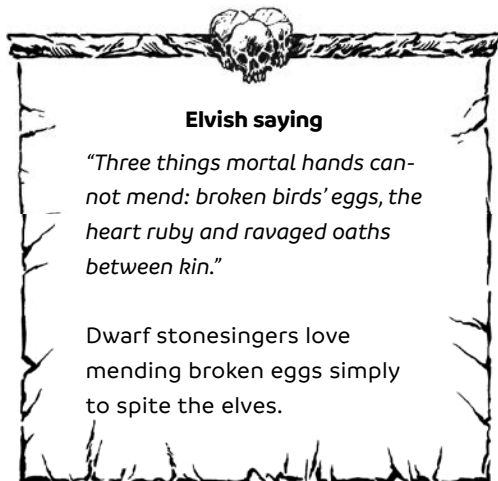 Elvish saying
“Three things mortal hands can-
not mend: broken birds’ eggs, the
heart ruby and ravaged oaths
between kin.”
Dwarf stonesingers love
mending broken eggs simply
to spite the elves.